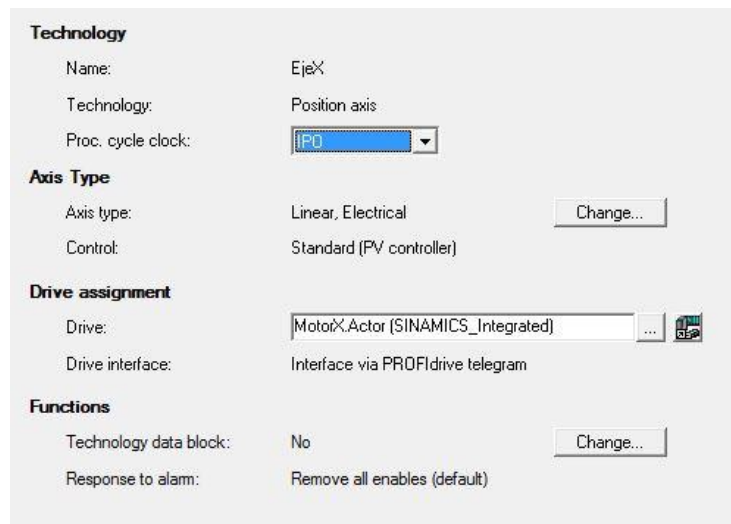 Technology
Name: EjeX
Technology: Position axis
Proc. cycle clock: IPO
Axis Type
Axis type: Linear, Electrical Change...
Control: Standard (PV controller)
Drive assignment
Drive: MotorX.Actor (SINAMICS_Integrated) ...
Drive interface: Interface via PROFIdrive telegram
Functions
Technology data block: No Change...
Response to alarm: Remove all enables (default)